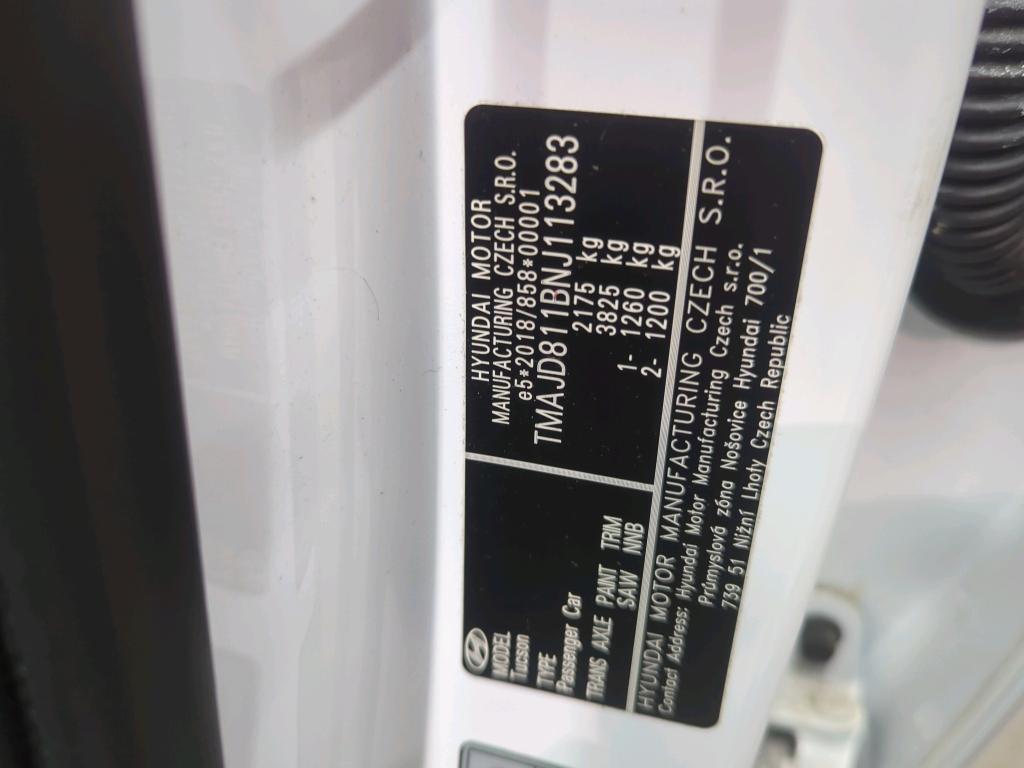 HYUNDAI MOTOR
MANUFACTURING CZECH S.R.O.
e5*2018/858*00001
TMAJD811BNJ113283
2175 kg
3825 kg
1- 1260 kg
2- 1200 kg
MODEL
Tucson
TYPE
Passenger Car
TRANS AXLE PAINT TRIM
SAW NNB
HYUNDAI MOTOR MANUFACTURING CZECH S.R.O.
Contact Address: Hyundai Motor Manufacturing Czech s.r.o.
Průmyslová zóna Nošovice Hyundai 700/1
739 51 Nižní Lhoty Czech Republic